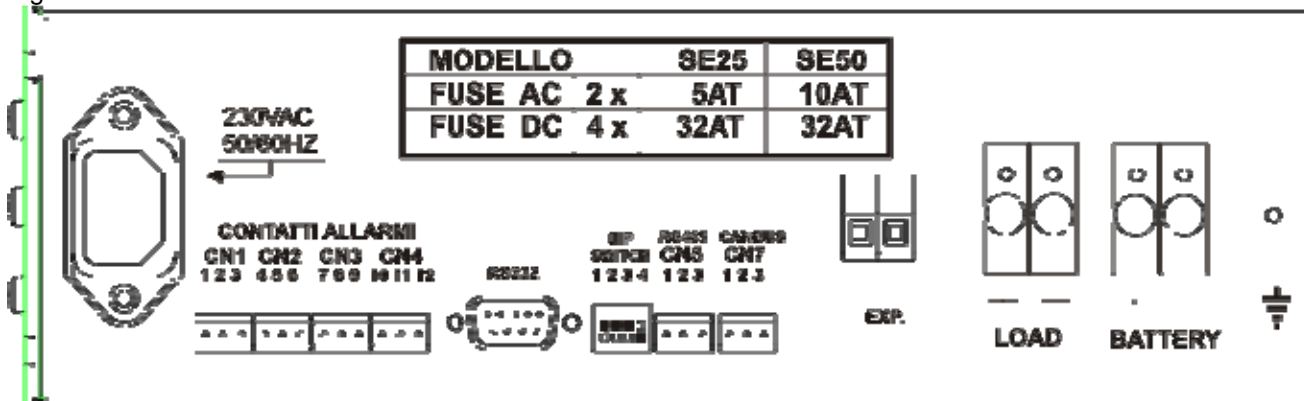 MODELLO SE25 SE50
FUSE AC 2 x 5AT 10AT
FUSE DC 4 x 32AT 32AT
230VAC
50/60HZ
CONTATTI ALLARMI
CN1 CN2 CN3 CN4
1 2 3 4 5 6 7 8 9 10 11 12
RS232
DIP RS485 CANBUS
SWITCH CN5 CN7
1 2 3 4 1 2 3 1 2 3
EXP.
LOAD BATTERY